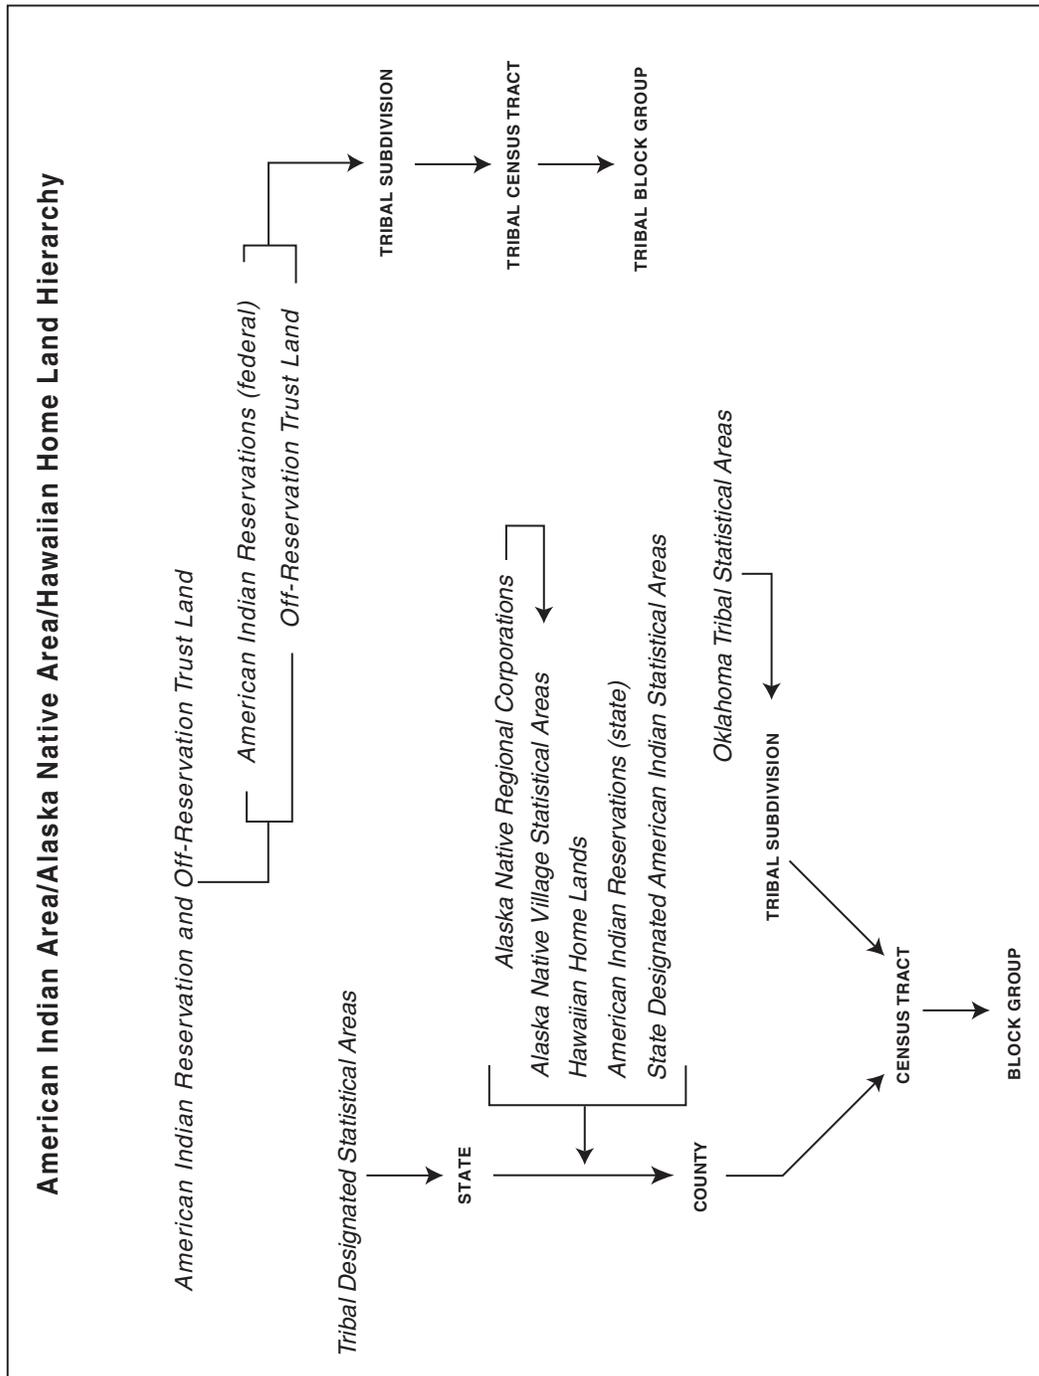 American Indian Area/Alaska Native Area/Hawaiian Home Land Hierarchy
American Indian Reservation and Off-Reservation Trust Land
American Indian Reservations (federal)
Off-Reservation Trust Land
TRIBAL SUBDIVISION
TRIBAL CENSUS TRACT
TRIBAL BLOCK GROUP
Tribal Designated Statistical Areas
STATE
Alaska Native Regional Corporations
Alaska Native Village Statistical Areas
Hawaiian Home Lands
American Indian Reservations (state)
State Designated American Indian Statistical Areas
COUNTY
Oklahoma Tribal Statistical Areas
TRIBAL SUBDIVISION
CENSUS TRACT
BLOCK GROUP